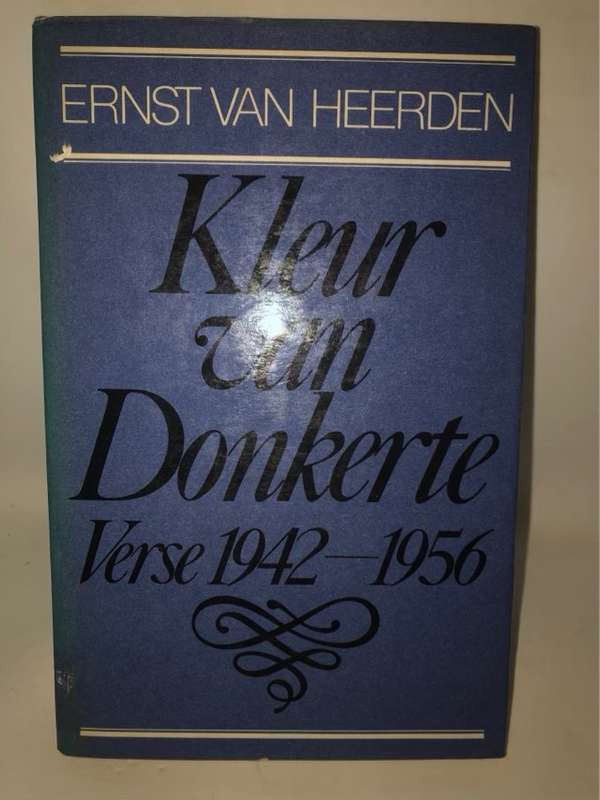 ERNST VAN HEERDEN
Kleur
van
Donkerte
Verse 1942—1956